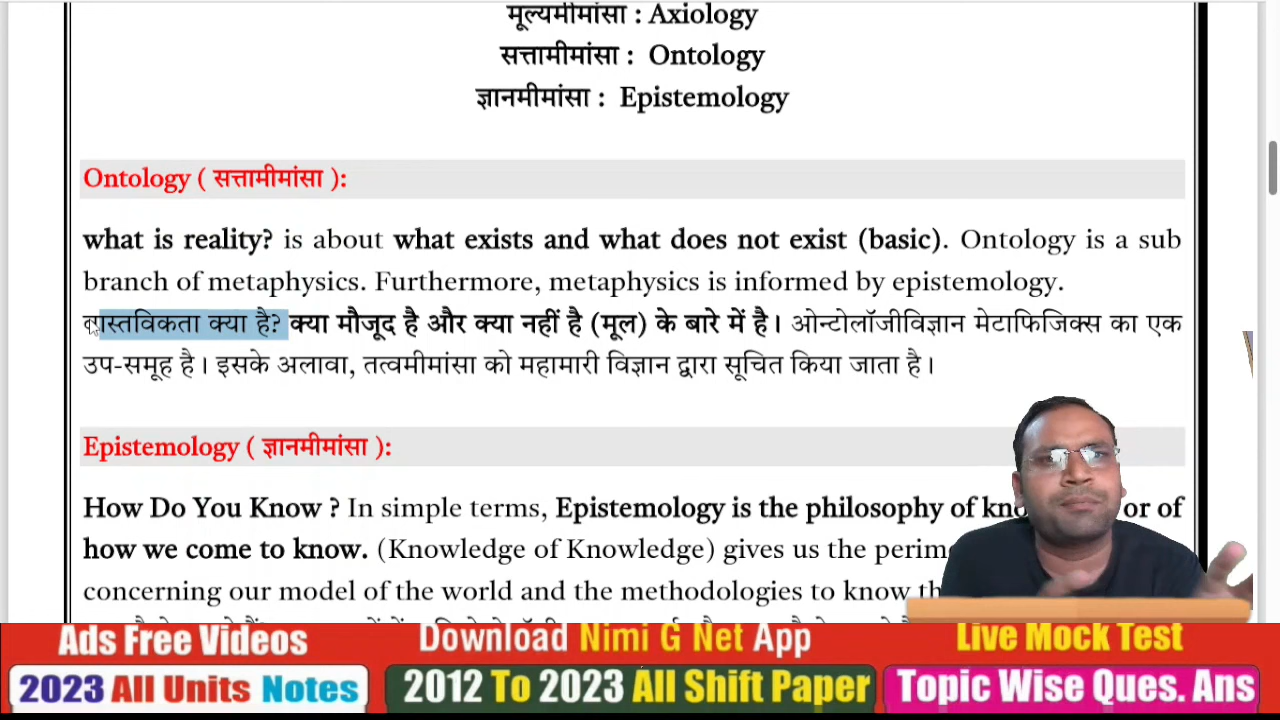 मूल्यमीमांसा : Axiology
सत्तामीमांसा : Ontology
ज्ञानमीमांसा : Epistemology
Ontology ( सत्तामीमांसा ):
what is reality? is about what exists and what does not exist (basic). Ontology is a sub
branch of metaphysics. Furthermore, metaphysics is informed by epistemology.
वास्तविकता क्या है? क्या मौजूद है और क्या नहीं है (मूल) के बारे में है। ओन्टोलॉजीविज्ञान मेटाफिजिक्स का एक
उप-समूह है। इसके अलावा, तत्वमीमांसा को महामारी विज्ञान द्वारा सूचित किया जाता है।
Epistemology ( ज्ञानमीमांसा ):
How Do You Know ? In simple terms, Epistemology is the philosophy of or of
how we come to know. (Knowledge of Knowledge) gives us the
concerning our model of the world and the methodologies to know
Ads Free Videos
Download Nimi G Net App
Live Mock Test
2023 All Units Notes
2012 To 2023 All Shift Paper
Topic Wise Ques. Ans